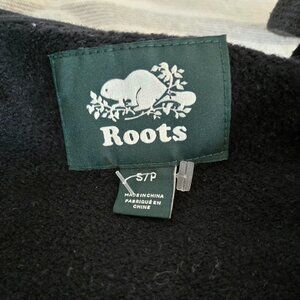 Roots
S/P
MADE IN CHINA
FABRIQUÉ EN
CHINE